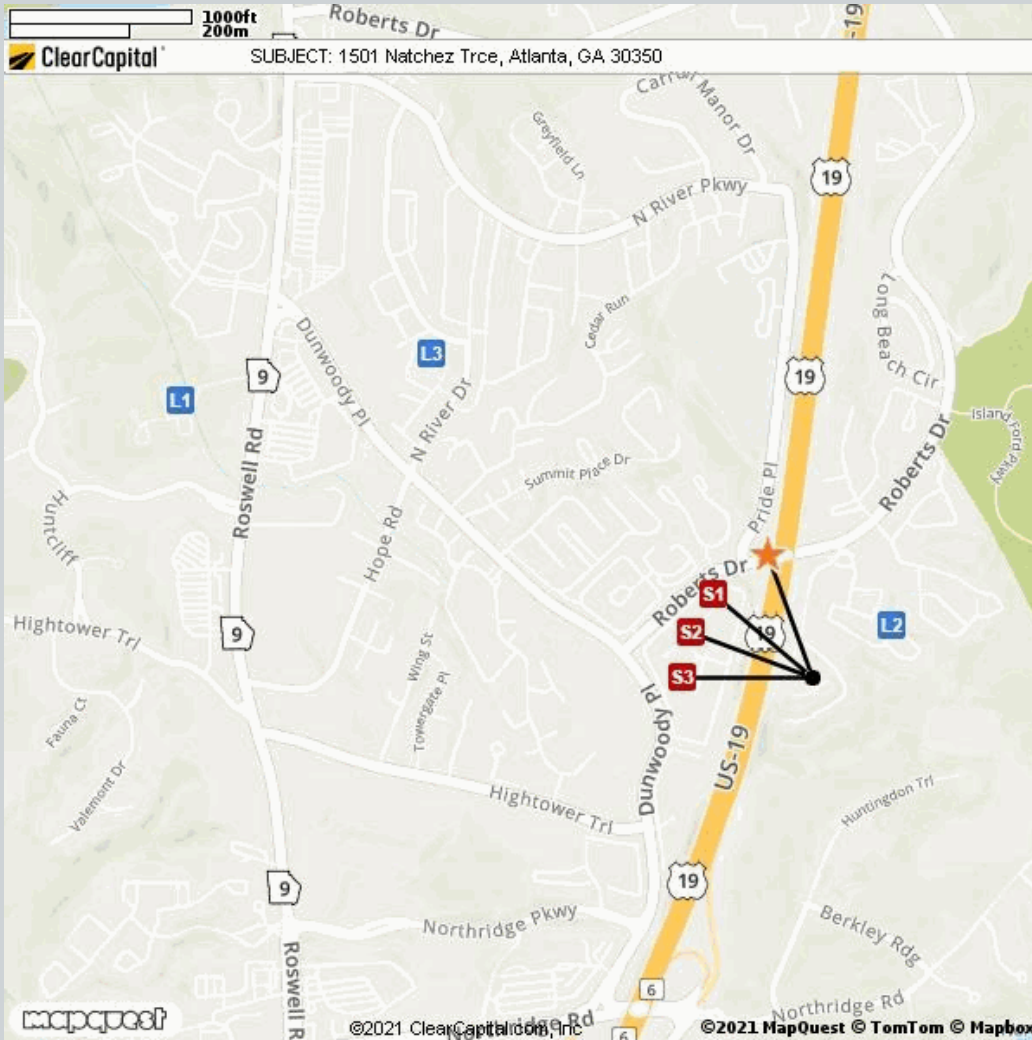 1000ft
200m
Roberts Dr
-19
ClearCapital
SUBJECT: 1501 Natchez Trce, Atlanta, GA 30350
Carrol Manor Dr
Greyfield Ln
19
N River Pkwy
Long Beach Cir
Cedar Run
Dunwoody Pl
L3
9
19
L1
N River Dr
Island Ford Pkwy
Roberts Dr
Roswell Rd
Summit Place Dr
Pride Pl
Huntcliff
Hope Rd
Roberts Dr
S1
L2
S2
19
9
Hightower Trl
Wing St
S3
Towergate Pl
Fauna Ct
Dunwoody Pl
US-19
Valemont Dr
Huntingdon Trl
Hightower Trl
19
9
Northridge Pkwy
Berkley Rdg
Roswell R
6
Northridge Rd
mapquest
©2021 ClearCapital.com, Inc
Northridge Rd
©2021 MapQuest © TomTom © Mapbox
6